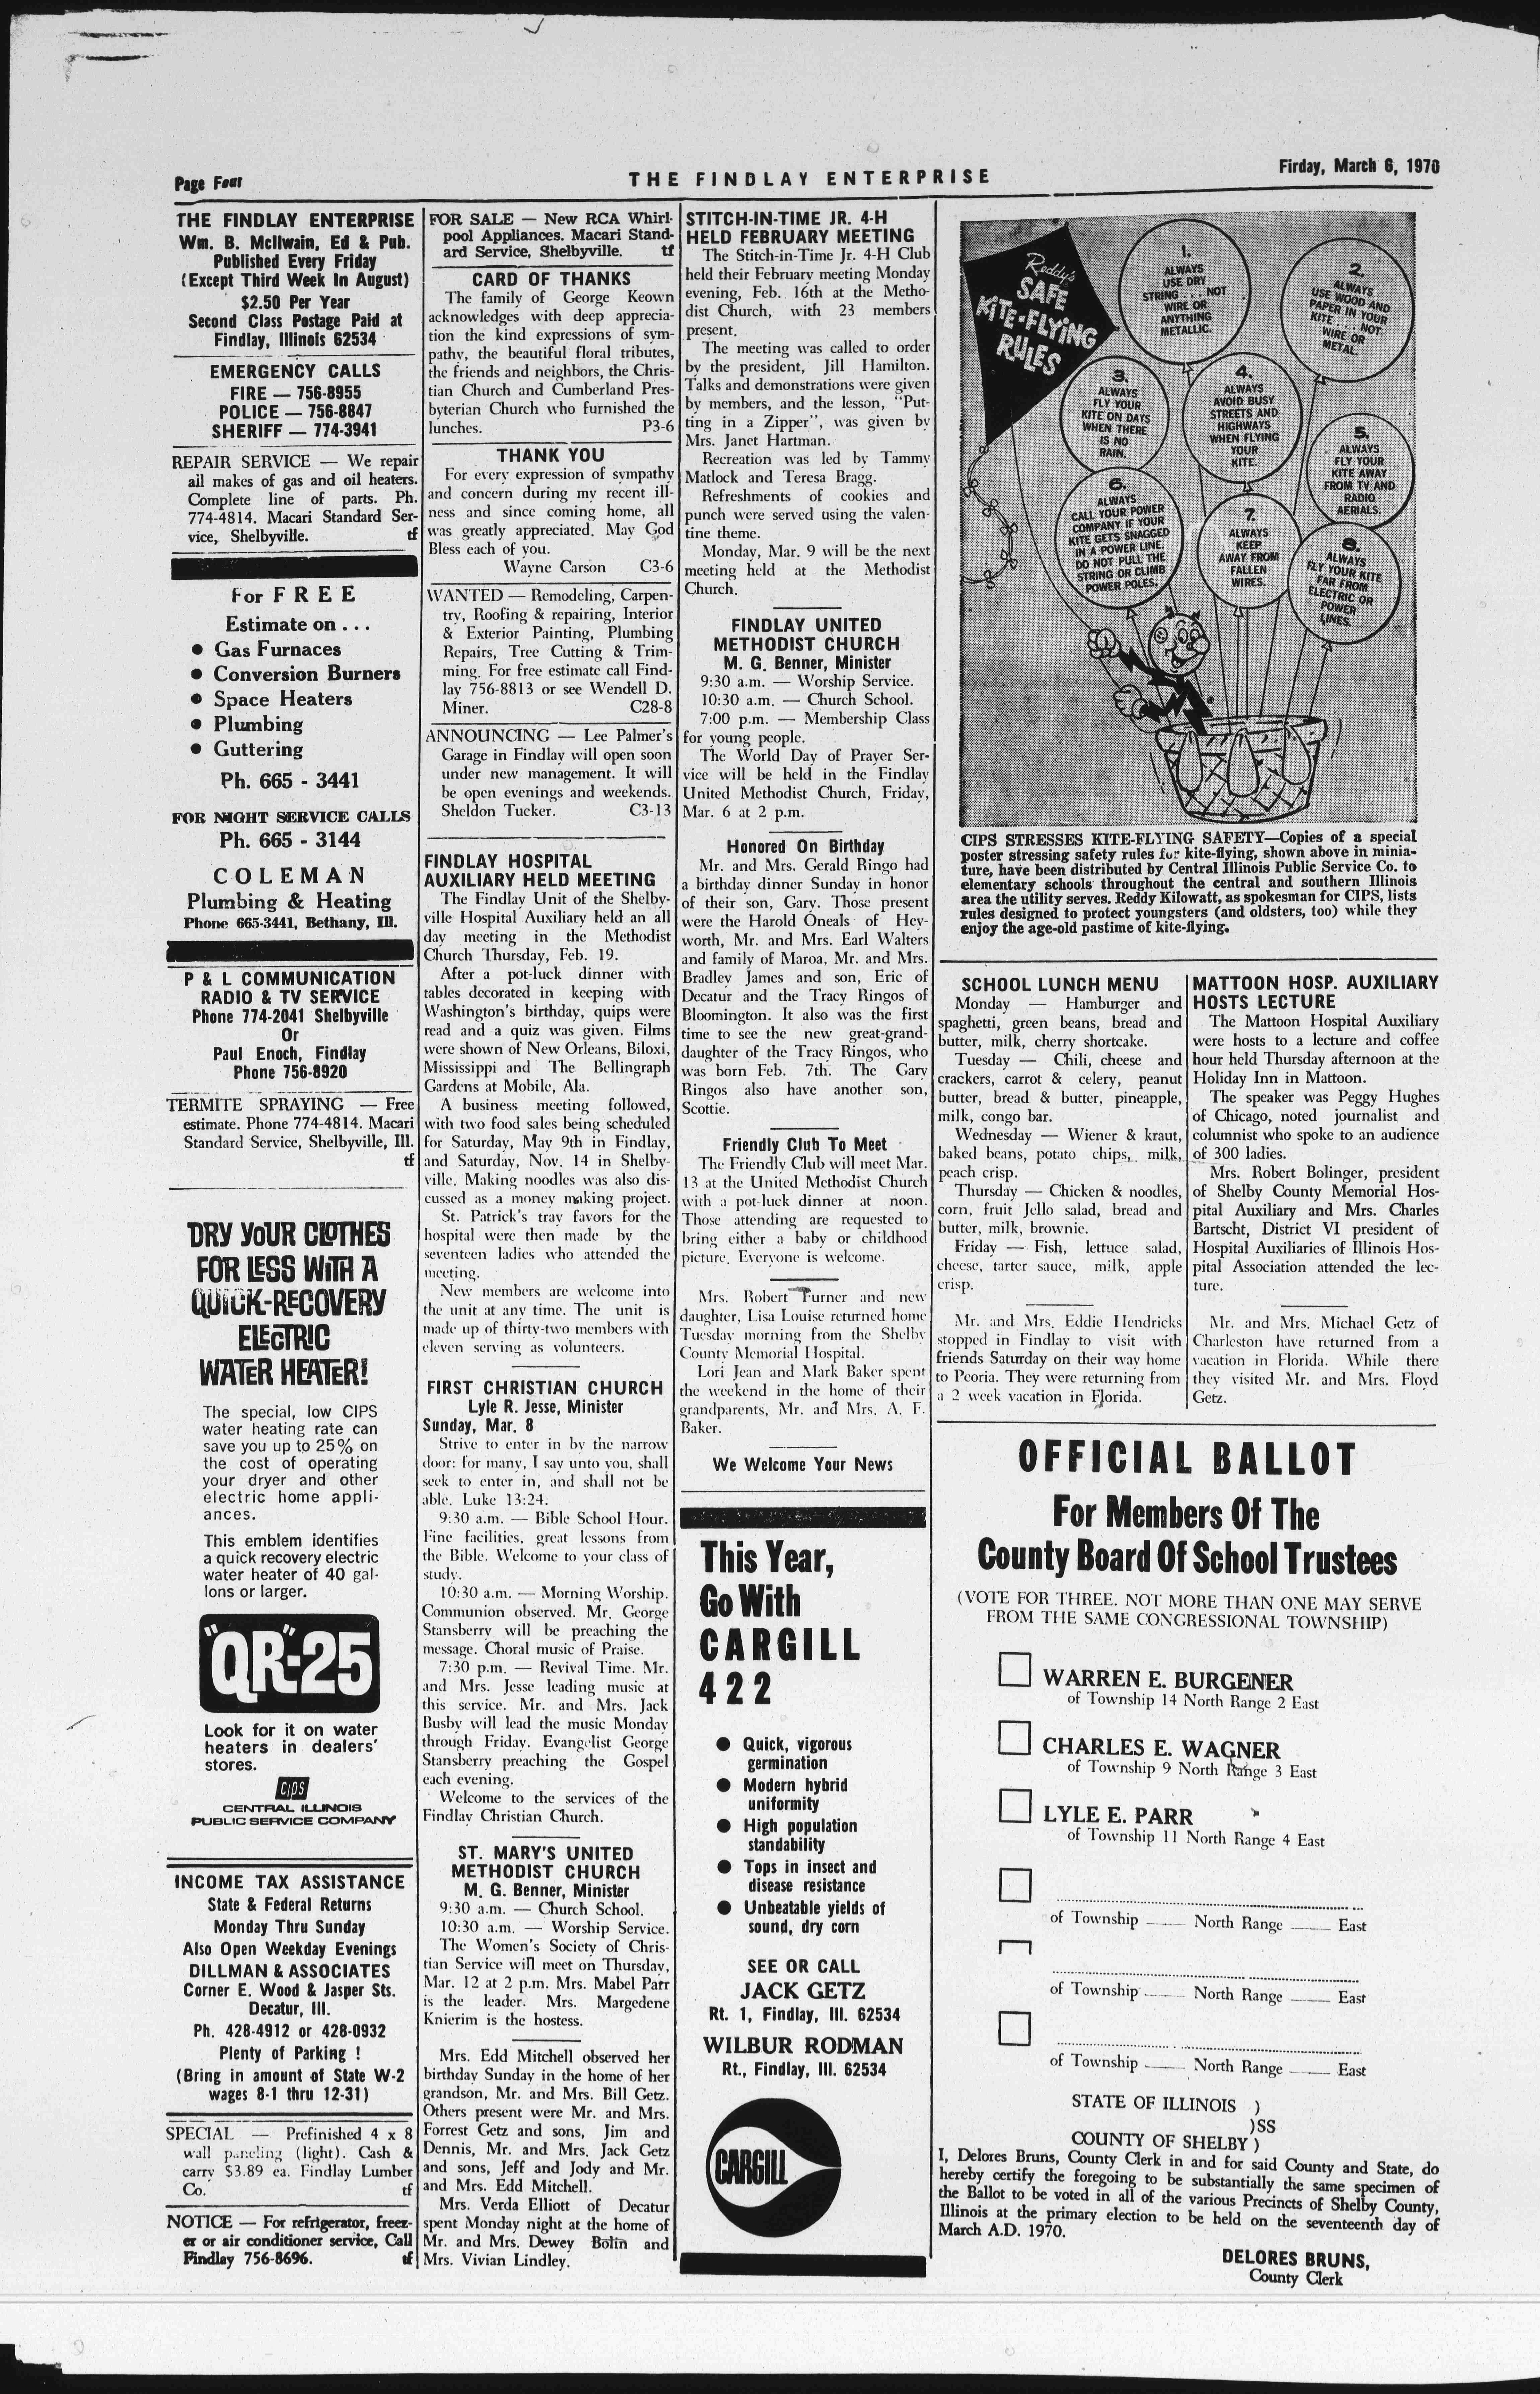 Page Four
THE FINDLAY ENTERPRISE
Firday, March 6, 1970
THE FINDLAY ENTERPRISE
Wm. B. McIlwain, Ed & Pub.
Published Every Friday
(Except Third Week In August)
$2.50 Per Year
Second Class Postage Paid at
Findlay, Illinois 62534
EMERGENCY CALLS
FIRE — 756-8955
POLICE — 756-8847
SHERIFF — 774-3941
REPAIR SERVICE — We repair
all makes of gas and oil heaters.
Complete line of parts. Ph.
774-4814. Macari Standard Ser-
vice, Shelbyville. tf
For FREE
Estimate on . . .
● Gas Furnaces
● Conversion Burners
● Space Heaters
● Plumbing
● Guttering
Ph. 665 - 3441
FOR NIGHT SERVICE CALLS
Ph. 665 - 3144
COLEMAN
Plumbing & Heating
Phone 665-3441, Bethany, Ill.
P & L COMMUNICATION
RADIO & TV SERVICE
Phone 774-2041 Shelbyville
Or
Paul Enoch, Findlay
Phone 756-8920
TERMITE SPRAYING — Free
estimate. Phone 774-4814. Macari
Standard Service, Shelbyville, Ill.
tf
DRY YOUR CLOTHES
FOR LESS WITH A
QUICK-RECOVERY
ELECTRIC
WATER HEATER!
The special, low CIPS
water heating rate can
save you up to 25% on
the cost of operating
your dryer and other
electric home appli-
ances.
This emblem identifies
a quick recovery electric
water heater of 40 gal-
lons or larger.
"QR"-25
Look for it on water
heaters in dealers'
stores.
CIPS
CENTRAL ILLINOIS
PUBLIC SERVICE COMPANY
INCOME TAX ASSISTANCE
State & Federal Returns
Monday Thru Sunday
Also Open Weekday Evenings
DILLMAN & ASSOCIATES
Corner E. Wood & Jasper Sts.
Decatur, Ill.
Ph. 428-4912 or 428-0932
Plenty of Parking !
(Bring in amount of State W-2
wages 8-1 thru 12-31)
SPECIAL — Prefinished 4 x 8
wall paneling (light). Cash &
carry $3.89 ea. Findlay Lumber
Co. tf
NOTICE — For refrigerator, freez-
er or air conditioner service, Call
Findlay 756-8696. tf
FOR SALE — New RCA Whirl-
pool Appliances. Macari Stand-
ard Service, Shelbyville. tf
CARD OF THANKS
The family of George Keown
acknowledges with deep apprecia-
tion the kind expressions of sym-
pathy, the beautiful floral tributes,
the friends and neighbors, the Chris-
tian Church and Cumberland Pres-
byterian Church who furnished the
lunches. P3-6
THANK YOU
For every expression of sympathy
and concern during my recent ill-
ness and since coming home, all
was greatly appreciated. May God
Bless each of you.
Wayne Carson C3-6
WANTED — Remodeling, Carpen-
try, Roofing & repairing, Interior
& Exterior Painting, Plumbing
Repairs, Tree Cutting & Trim-
ming. For free estimate call Find-
lay 756-8813 or see Wendell D.
Miner. C28-8
ANNOUNCING — Lee Palmer's
Garage in Findlay will open soon
under new management. It will
be open evenings and weekends.
Sheldon Tucker. C3-13
FINDLAY HOSPITAL
AUXILIARY HELD MEETING
The Findlay Unit of the Shelby-
ville Hospital Auxiliary held an all
day meeting in the Methodist
Church Thursday, Feb. 19.
After a pot-luck dinner with
tables decorated in keeping with
Washington's birthday, quips were
read and a quiz was given. Films
were shown of New Orleans, Biloxi,
Mississippi and The Bellingraph
Gardens at Mobile, Ala.
A business meeting followed,
with two food sales being scheduled
for Saturday, May 9th in Findlay,
and Saturday, Nov. 14 in Shelby-
ville. Making noodles was also dis-
cussed as a money making project.
St. Patrick's tray favors for the
hospital were then made by the
seventeen ladies who attended the
meeting.
New members are welcome into
the unit at any time. The unit is
made up of thirty-two members with
eleven serving as volunteers.
FIRST CHRISTIAN CHURCH
Lyle R. Jesse, Minister
Sunday, Mar. 8
Strive to enter in by the narrow
door: for many, I say unto you, shall
seek to enter in, and shall not be
able. Luke 13:24.
9:30 a.m. — Bible School Hour.
Fine facilities, great lessons from
the Bible. Welcome to your class of
study.
10:30 a.m. — Morning Worship.
Communion observed. Mr. George
Stansberry will be preaching the
message. Choral music of Praise.
7:30 p.m. — Revival Time. Mr.
and Mrs. Jesse leading music at
this service. Mr. and Mrs. Jack
Busby will lead the music Monday
through Friday. Evangelist George
Stansberry preaching the Gospel
each evening.
Welcome to the services of the
Findlay Christian Church.
ST. MARY'S UNITED
METHODIST CHURCH
M. G. Benner, Minister
9:30 a.m. — Church School.
10:30 a.m. — Worship Service.
The Women's Society of Chris-
tian Service will meet on Thursday,
Mar. 12 at 2 p.m. Mrs. Mabel Parr
is the leader. Mrs. Margedene
Knierim is the hostess.
Mrs. Edd Mitchell observed her
birthday Sunday in the home of her
grandson, Mr. and Mrs. Bill Getz.
Others present were Mr. and Mrs.
Forrest Getz and sons, Jim and
Dennis, Mr. and Mrs. Jack Getz
and sons, Jeff and Jody and Mr.
and Mrs. Edd Mitchell.
Mrs. Verda Elliott of Decatur
spent Monday night at the home of
Mr. and Mrs. Dewey Bolin and
Mrs. Vivian Lindley.
STITCH-IN-TIME JR. 4-H
HELD FEBRUARY MEETING
The Stitch-in-Time Jr. 4-H Club
held their February meeting Monday
evening, Feb. 16th at the Metho-
dist Church, with 23 members
present.
The meeting was called to order
by the president, Jill Hamilton.
Talks and demonstrations were given
by members, and the lesson, "Put-
ting in a Zipper", was given by
Mrs. Janet Hartman.
Recreation was led by Tammy
Matlock and Teresa Bragg.
Refreshments of cookies and
punch were served using the valen-
tine theme.
Monday, Mar. 9 will be the next
meeting held at the Methodist
Church.
FINDLAY UNITED
METHODIST CHURCH
M. G. Benner, Minister
9:30 a.m. — Worship Service.
10:30 a.m. — Church School.
7:00 p.m. — Membership Class
for young people.
The World Day of Prayer Ser-
vice will be held in the Findlay
United Methodist Church, Friday,
Mar. 6 at 2 p.m.
Honored On Birthday
Mr. and Mrs. Gerald Ringo had
a birthday dinner Sunday in honor
of their son, Gary. Those present
were the Harold Oneals of Hey-
worth, Mr. and Mrs. Earl Walters
and family of Maroa, Mr. and Mrs.
Bradley James and son, Eric of
Decatur and the Tracy Ringos of
Bloomington. It also was the first
time to see the new great-grand-
daughter of the Tracy Ringos, who
was born Feb. 7th. The Gary
Ringos also have another son,
Scottie.
Friendly Club To Meet
The Friendly Club will meet Mar.
13 at the United Methodist Church
with a pot-luck dinner at noon.
Those attending are requested to
bring either a baby or childhood
picture. Everyone is welcome.
Mrs. Robert Furner and new
daughter, Lisa Louise returned home
Tuesday morning from the Shelby
County Memorial Hospital.
Lori Jean and Mark Baker spent
the weekend in the home of their
grandparents, Mr. and Mrs. A. F.
Baker.
We Welcome Your News
This Year,
Go With
CARGILL
422
● Quick, vigorous
germination
● Modern hybrid
uniformity
● High population
standability
● Tops in insect and
disease resistance
● Unbeatable yields of
sound, dry corn
SEE OR CALL
JACK GETZ
Rt. 1, Findlay, Ill. 62534
WILBUR RODMAN
Rt., Findlay, Ill. 62534
CARGILL
Reddy's
SAFE
KITE-FLYING
RULES
1.
ALWAYS
USE DRY
STRING . . . NOT
WIRE OR
ANYTHING
METALLIC.
2.
ALWAYS
USE WOOD AND
PAPER IN YOUR
KITE . . . NOT
WIRE OR
METAL.
3.
ALWAYS
FLY YOUR
KITE ON DAYS
WHEN THERE
IS NO
RAIN.
4.
ALWAYS
AVOID BUSY
STREETS AND
HIGHWAYS
WHEN FLYING
YOUR
KITE.
5.
ALWAYS
FLY YOUR
KITE AWAY
FROM TV AND
RADIO
AERIALS.
6.
ALWAYS
CALL YOUR POWER
COMPANY IF YOUR
KITE GETS SNAGGED
IN A POWER LINE.
DO NOT PULL THE
STRING OR CLIMB
POWER POLES.
7.
ALWAYS
KEEP
AWAY FROM
FALLEN
WIRES.
8.
ALWAYS
FLY YOUR KITE
FAR FROM
ELECTRIC OR
POWER
LINES.
CIPS STRESSES KITE-FLYING SAFETY—Copies of a special
poster stressing safety rules for kite-flying, shown above in minia-
ture, have been distributed by Central Illinois Public Service Co. to
elementary schools throughout the central and southern Illinois
area the utility serves. Reddy Kilowatt, as spokesman for CIPS, lists
rules designed to protect youngsters (and oldsters, too) while they
enjoy the age-old pastime of kite-flying.
SCHOOL LUNCH MENU
Monday — Hamburger and
spaghetti, green beans, bread and
butter, milk, cherry shortcake.
Tuesday — Chili, cheese and
crackers, carrot & celery, peanut
butter, bread & butter, pineapple,
milk, congo bar.
Wednesday — Wiener & kraut,
baked beans, potato chips, milk,
peach crisp.
Thursday — Chicken & noodles,
corn, fruit Jello salad, bread and
butter, milk, brownie.
Friday — Fish, lettuce salad,
cheese, tarter sauce, milk, apple
crisp.
Mr. and Mrs. Eddie Hendricks
stopped in Findlay to visit with
friends Saturday on their way home
to Peoria. They were returning from
a 2 week vacation in Florida.
MATTOON HOSP. AUXILIARY
HOSTS LECTURE
The Mattoon Hospital Auxiliary
were hosts to a lecture and coffee
hour held Thursday afternoon at the
Holiday Inn in Mattoon.
The speaker was Peggy Hughes
of Chicago, noted journalist and
columnist who spoke to an audience
of 300 ladies.
Mrs. Robert Bolinger, president
of Shelby County Memorial Hos-
pital Auxiliary and Mrs. Charles
Bartscht, District VI president of
Hospital Auxiliaries of Illinois Hos-
pital Association attended the lec-
ture.
Mr. and Mrs. Michael Getz of
Charleston have returned from a
vacation in Florida. While there
they visited Mr. and Mrs. Floyd
Getz.
OFFICIAL BALLOT
For Members Of The
County Board Of School Trustees
(VOTE FOR THREE. NOT MORE THAN ONE MAY SERVE
FROM THE SAME CONGRESSIONAL TOWNSHIP)
WARREN E. BURGENER
of Township 14 North Range 2 East
CHARLES E. WAGNER
of Township 9 North Range 3 East
LYLE E. PARR
of Township 11 North Range 4 East
of Township ——— North Range ——— East
of Township ——— North Range ——— East
of Township ——— North Range ——— East
STATE OF ILLINOIS )
)SS
COUNTY OF SHELBY )
I, Delores Bruns, County Clerk in and for said County and State, do
hereby certify the foregoing to be substantially the same specimen of
the Ballot to be voted in all of the various Precincts of Shelby County,
Illinois at the primary election to be held on the seventeenth day of
March A.D. 1970.
DELORES BRUNS,
County Clerk